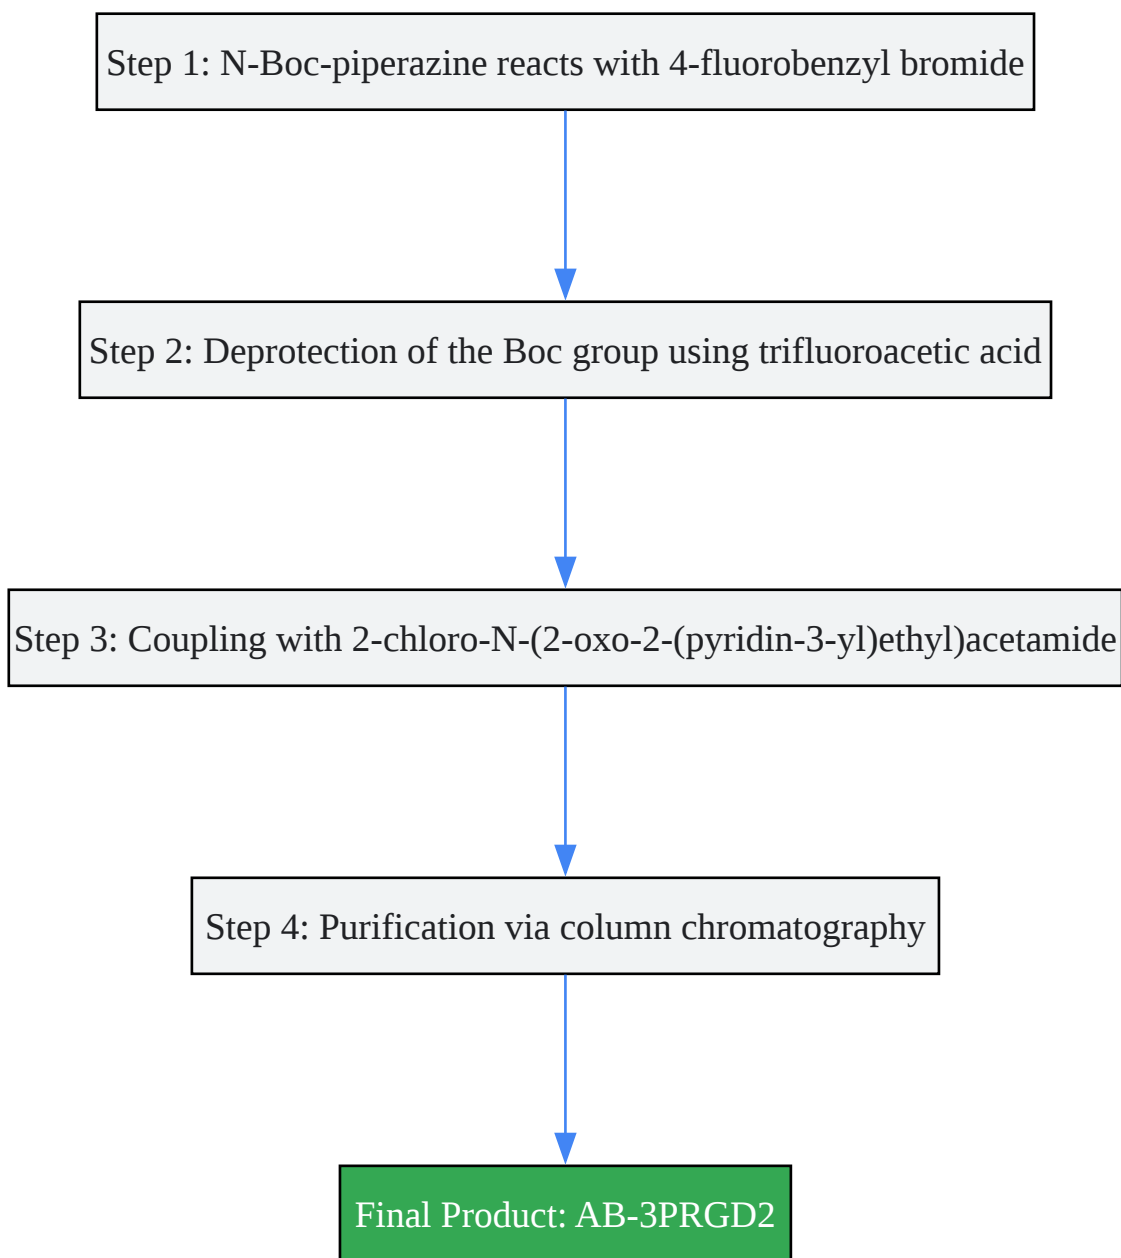 Step 1: N-Boc-piperazine reacts with 4-fluorobenzyl bromide
Step 2: Deprotection of the Boc group using trifluoroacetic acid
Step 3: Coupling with 2-chloro-N-(2-oxo-2-(pyridin-3-yl)ethyl)acetamide
Step 4: Purification via column chromatography
Final Product: AB-3PRGD2